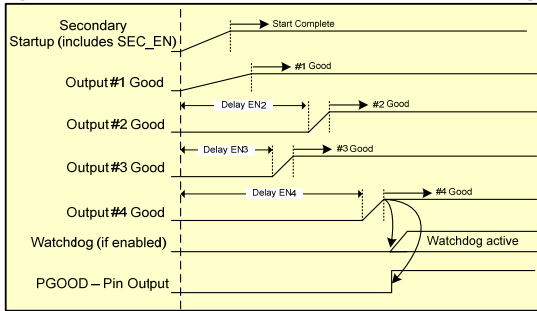 Secondary
Startup (includes SEC_EN)
Start Complete
Output #1 Good
#1 Good
Delay EN2
#2 Good
Output #2 Good
Delay EN3
#3 Good
Output #3 Good
Delay EN4
#4 Good
Output #4 Good
Watchdog (if enabled)
Watchdog active
PGOOD – Pin Output